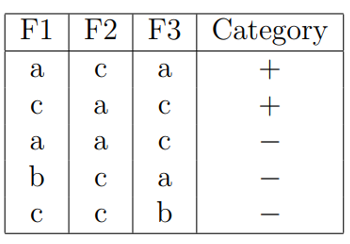 F1 F2 F3 Category
a c a +
c a c +
a a c −
b c a −
c c b −